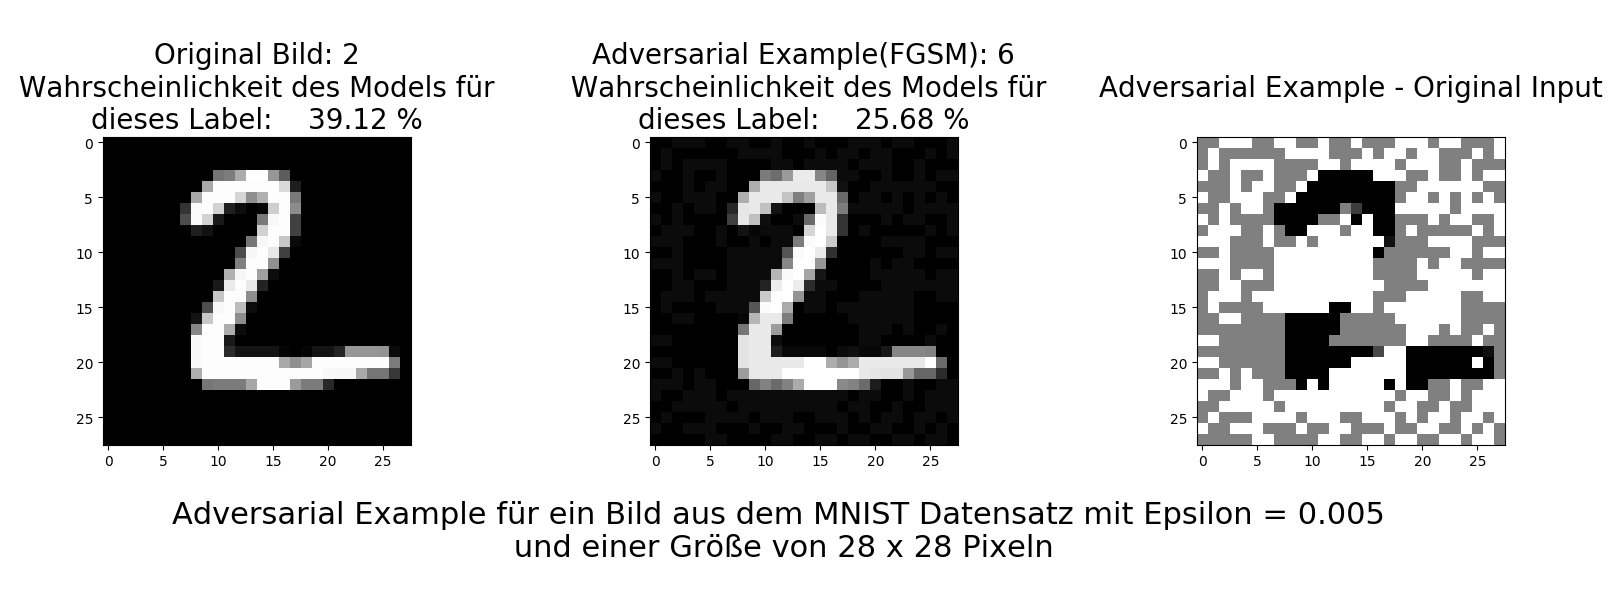 Original Bild: 2
Wahrscheinlichkeit des Models für
dieses Label: 39.12 %
0
5
10
15
20
25
0 5 10 15 20 25
Adversarial Example(FGSM): 6
Wahrscheinlichkeit des Models für
dieses Label: 25.68 %
0
5
10
15
20
25
0 5 10 15 20 25
Adversarial Example - Original Input
0
5
10
15
20
25
0 5 10 15 20 25
Adversarial Example für ein Bild aus dem MNIST Datensatz mit Epsilon = 0.005
und einer Größe von 28 x 28 Pixeln